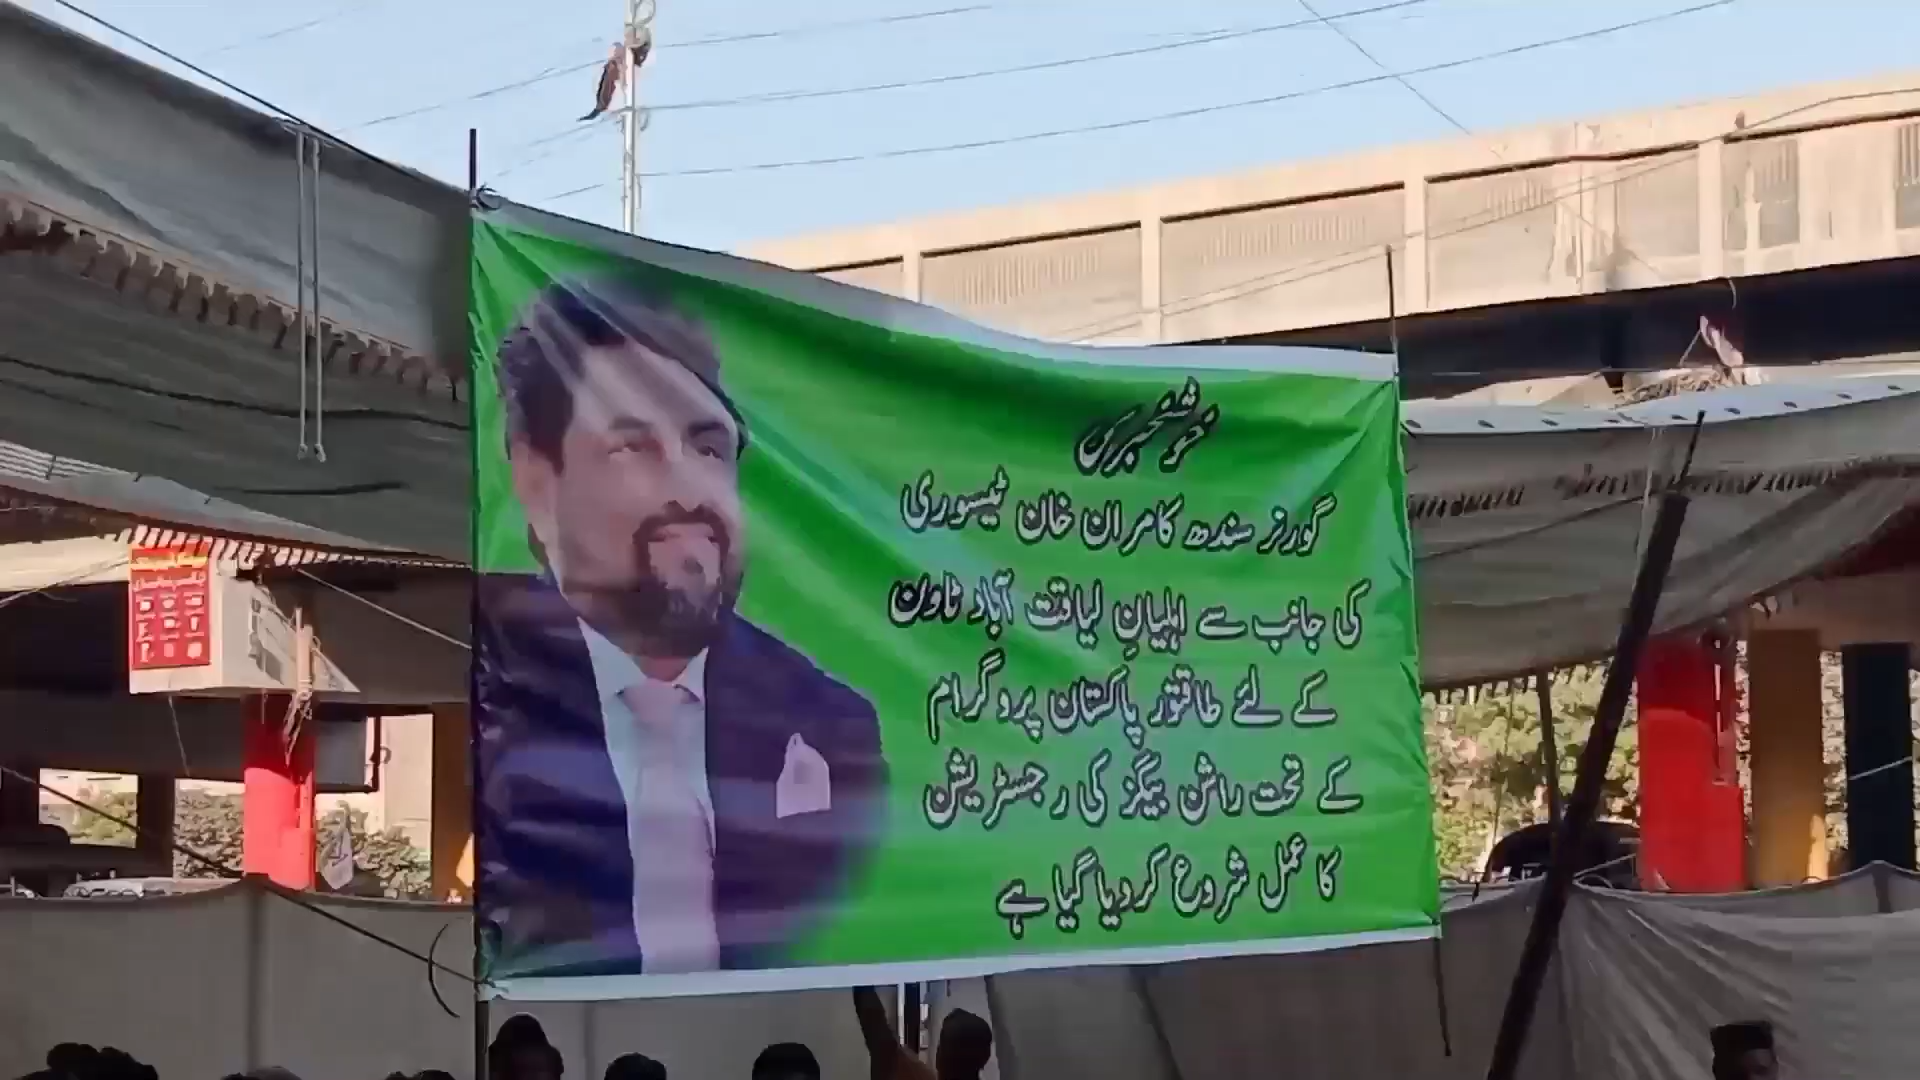 خوشخبری
گورنر سندھ کامران خان ٹیسوری
کی جانب سے اہلیانِ لیاقت آباد ٹاون
کے لئے طاقتور پاکستان پروگرام
کے تحت راشن بیگز کی رجسٹریشن
کا عمل شروع کردیا گیا ہے